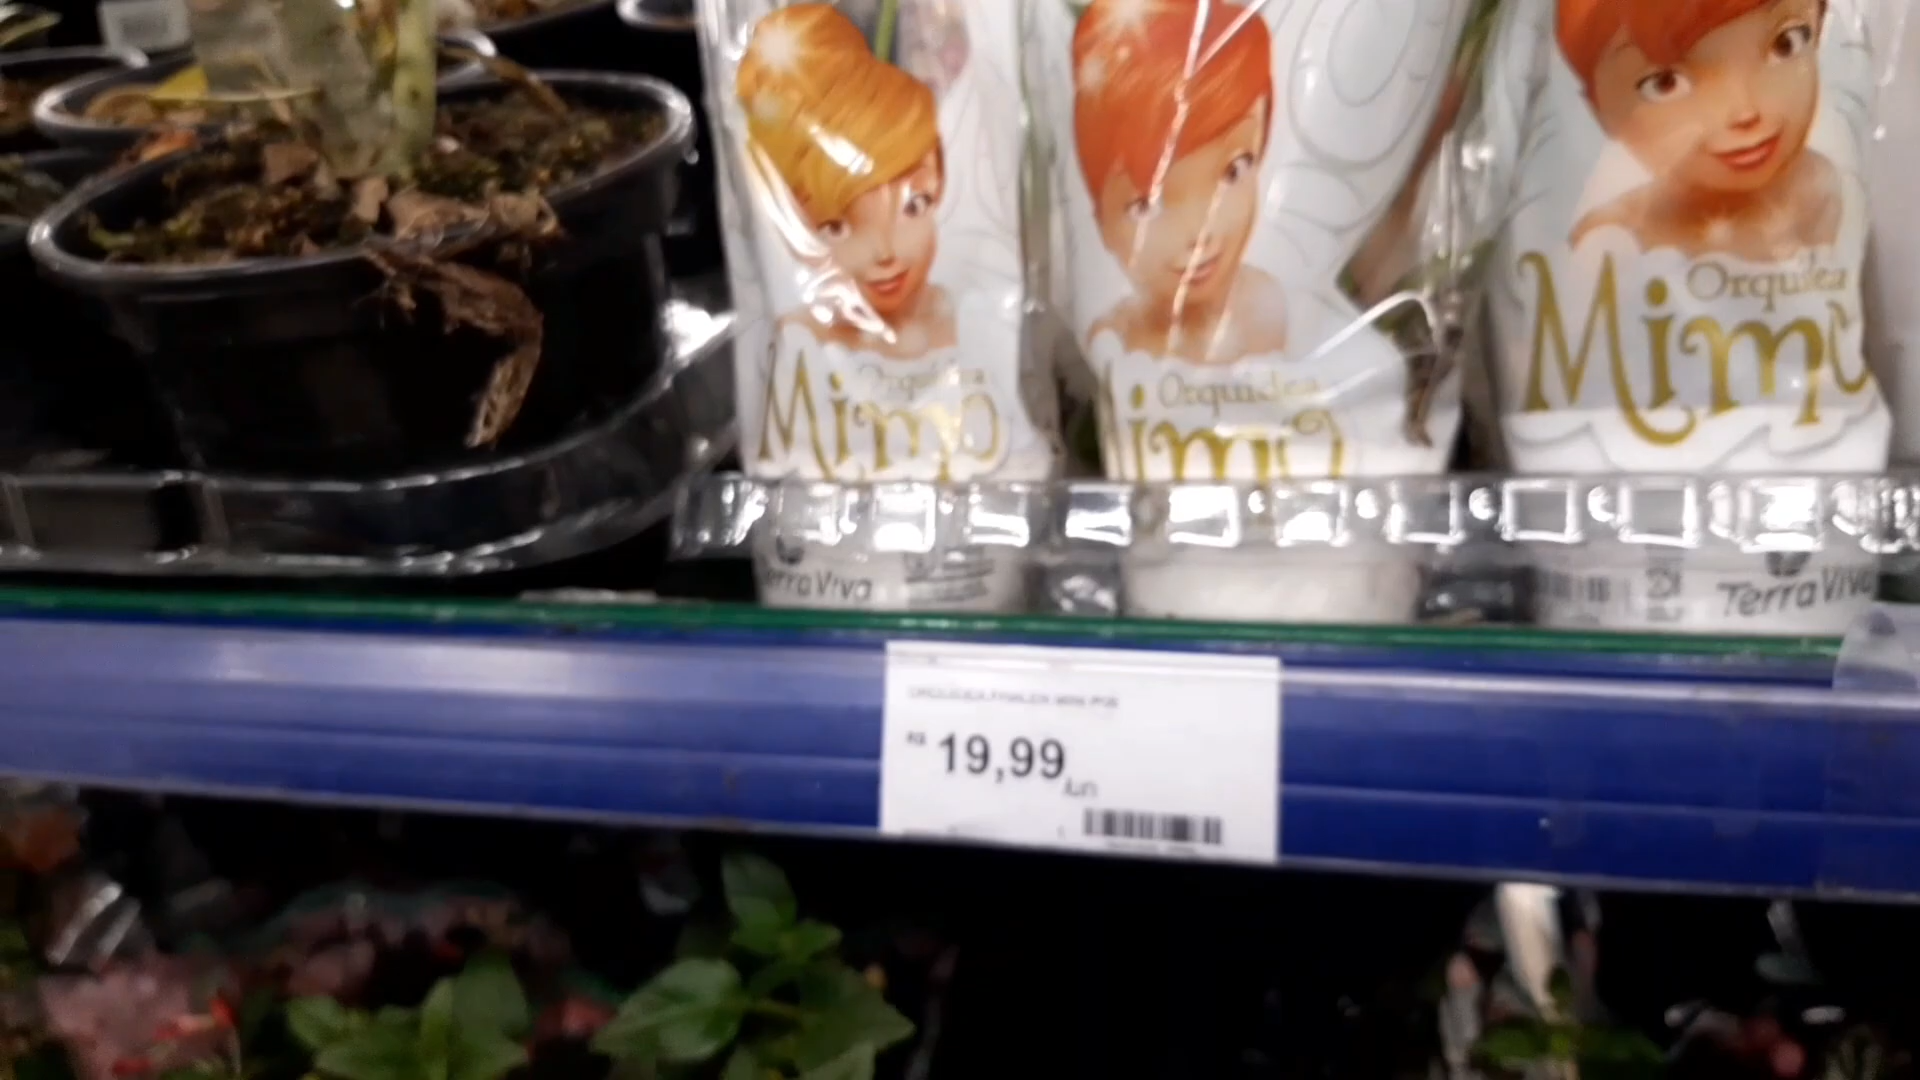 Orquídea
Mimo
Orquídea
Mimo
Orquídea
Mimo
Terra Viva
Terra Viva
R$ 19,99 /un